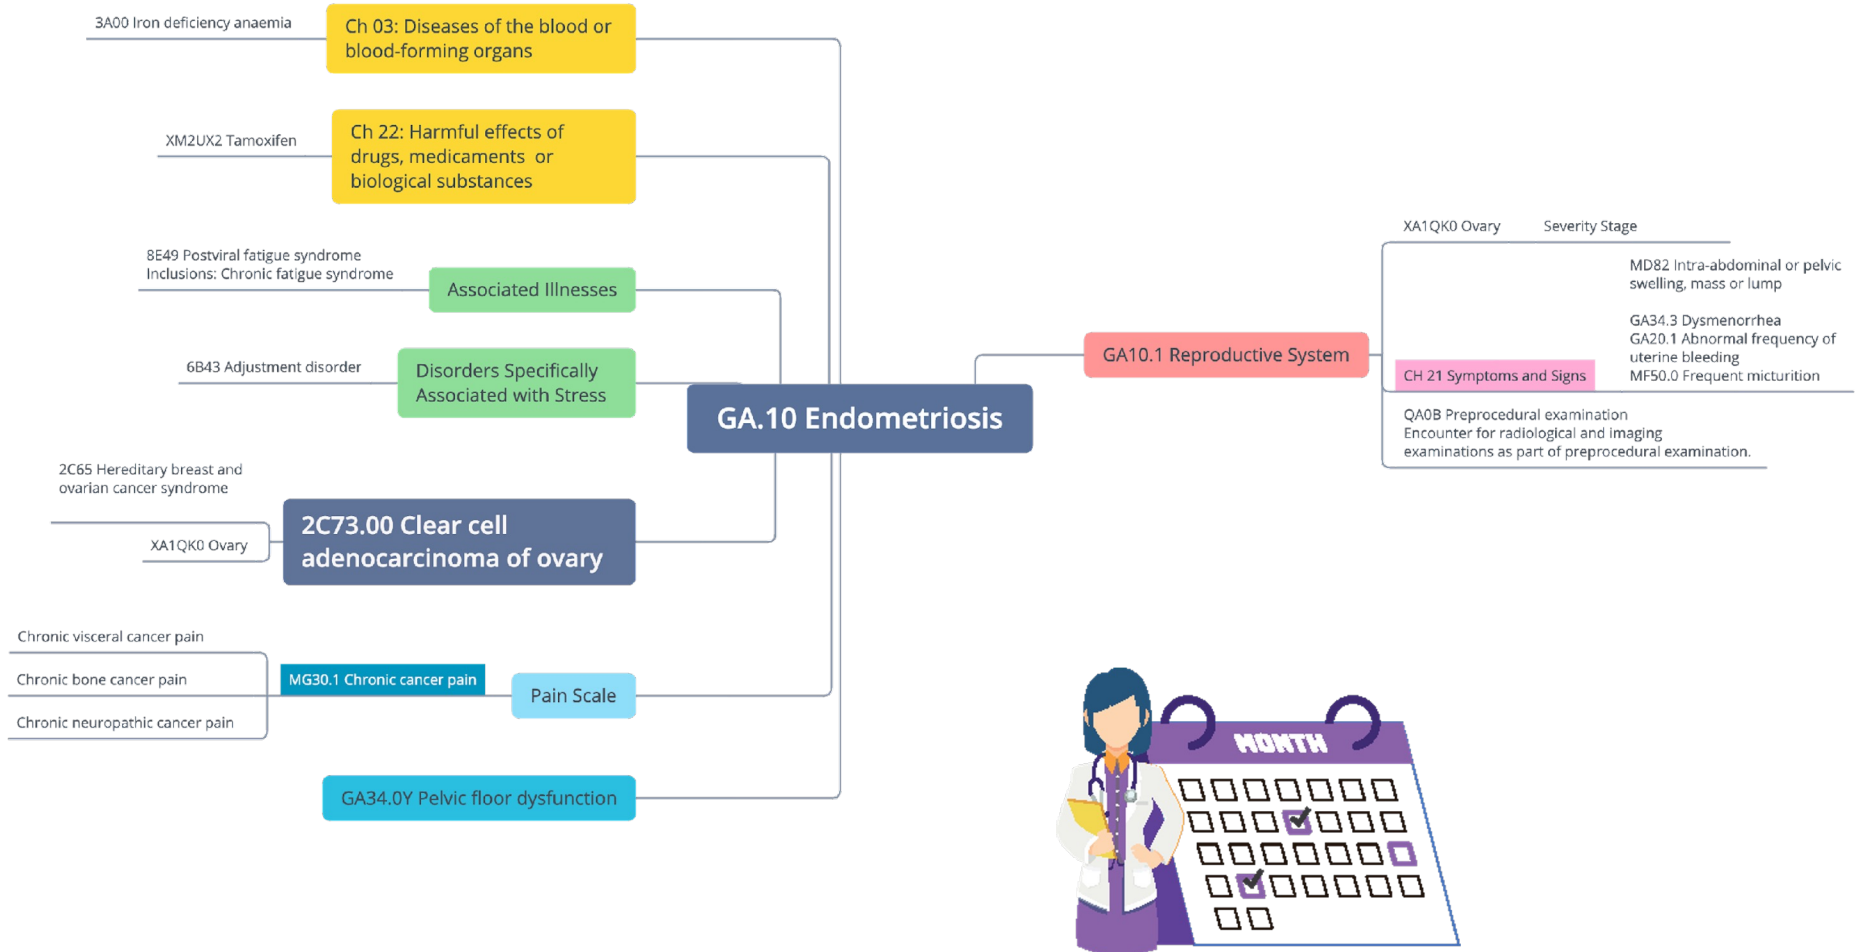 3A00 Iron deficiency anaemia
Ch 03: Diseases of the blood or
blood-forming organs
XM2UX2 Tamoxifen
Ch 22: Harmful effects of
drugs, medicaments or
biological substances
8E49 Postviral fatigue syndrome
Inclusions: Chronic fatigue syndrome
Associated Illnesses
6B43 Adjustment disorder
Disorders Specifically
Associated with Stress
GA.10 Endometriosis
2C65 Hereditary breast and
ovarian cancer syndrome
XA1QK0 Ovary
2C73.00 Clear cell
adenocarcinoma of ovary
Chronic visceral cancer pain
Chronic bone cancer pain
Chronic neuropathic cancer pain
MG30.1 Chronic cancer pain
Pain Scale
GA34.0Y Pelvic floor dysfunction
GA10.1 Reproductive System
XA1QK0 Ovary
Severity Stage
CH 21 Symptoms and Signs
MD82 Intra-abdominal or pelvic
swelling, mass or lump
GA34.3 Dysmenorrhea
GA20.1 Abnormal frequency of
uterine bleeding
MF50.0 Frequent micturition
QA0B Preprocedural examination
Encounter for radiological and imaging
examinations as part of preprocedural examination.
MONTH